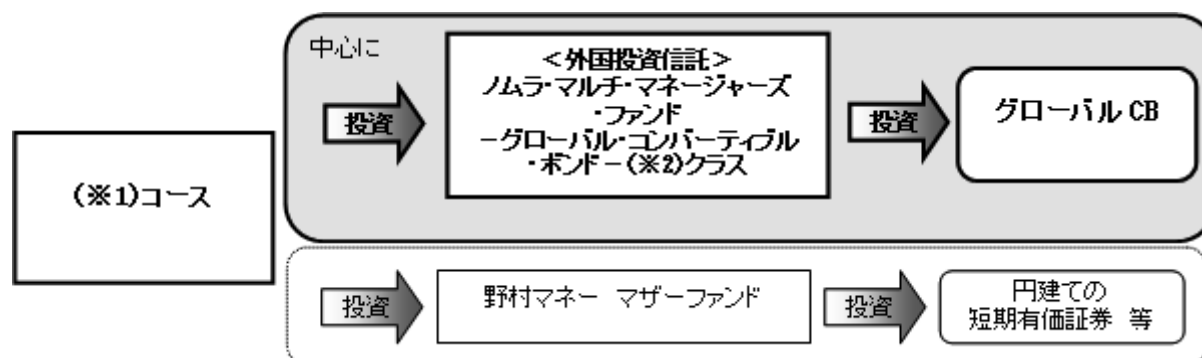 中心に
(※1)コース
投資
<外国投資信託>
ノムラ・マルチ・マネージャーズ
・ファンド
－グローバル・コンバーティブル
・ボンド－(※2)クラス
投資
グローバルCB
投資
野村マネー マザーファンド
投資
円建ての
短期有価証券 等